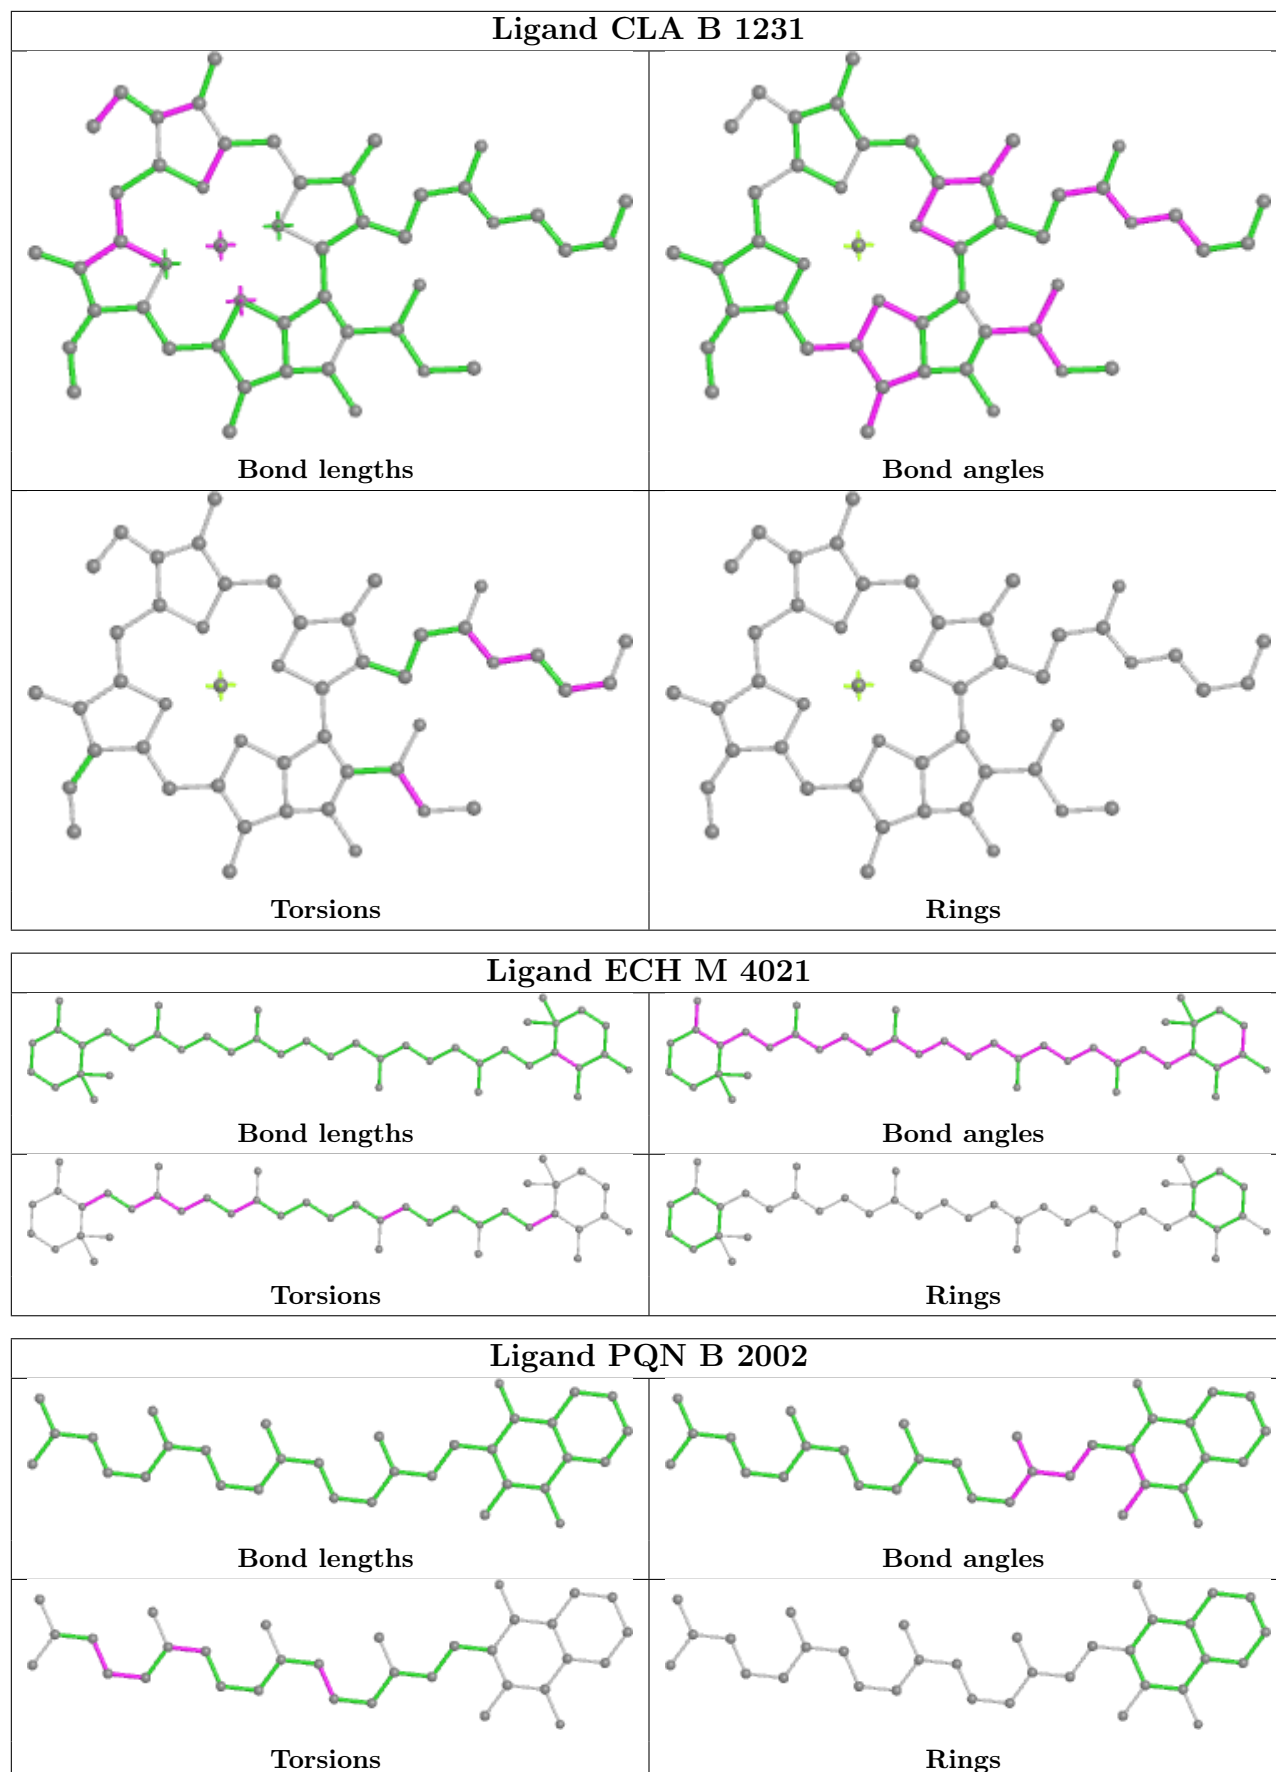 Ligand CLA B 1231
Bond lengths
Bond angles
Torsions
Rings
Ligand ECH M 4021
Bond lengths
Bond angles
Torsions
Rings
Ligand PQN B 2002
Bond lengths
Bond angles
Torsions
Rings